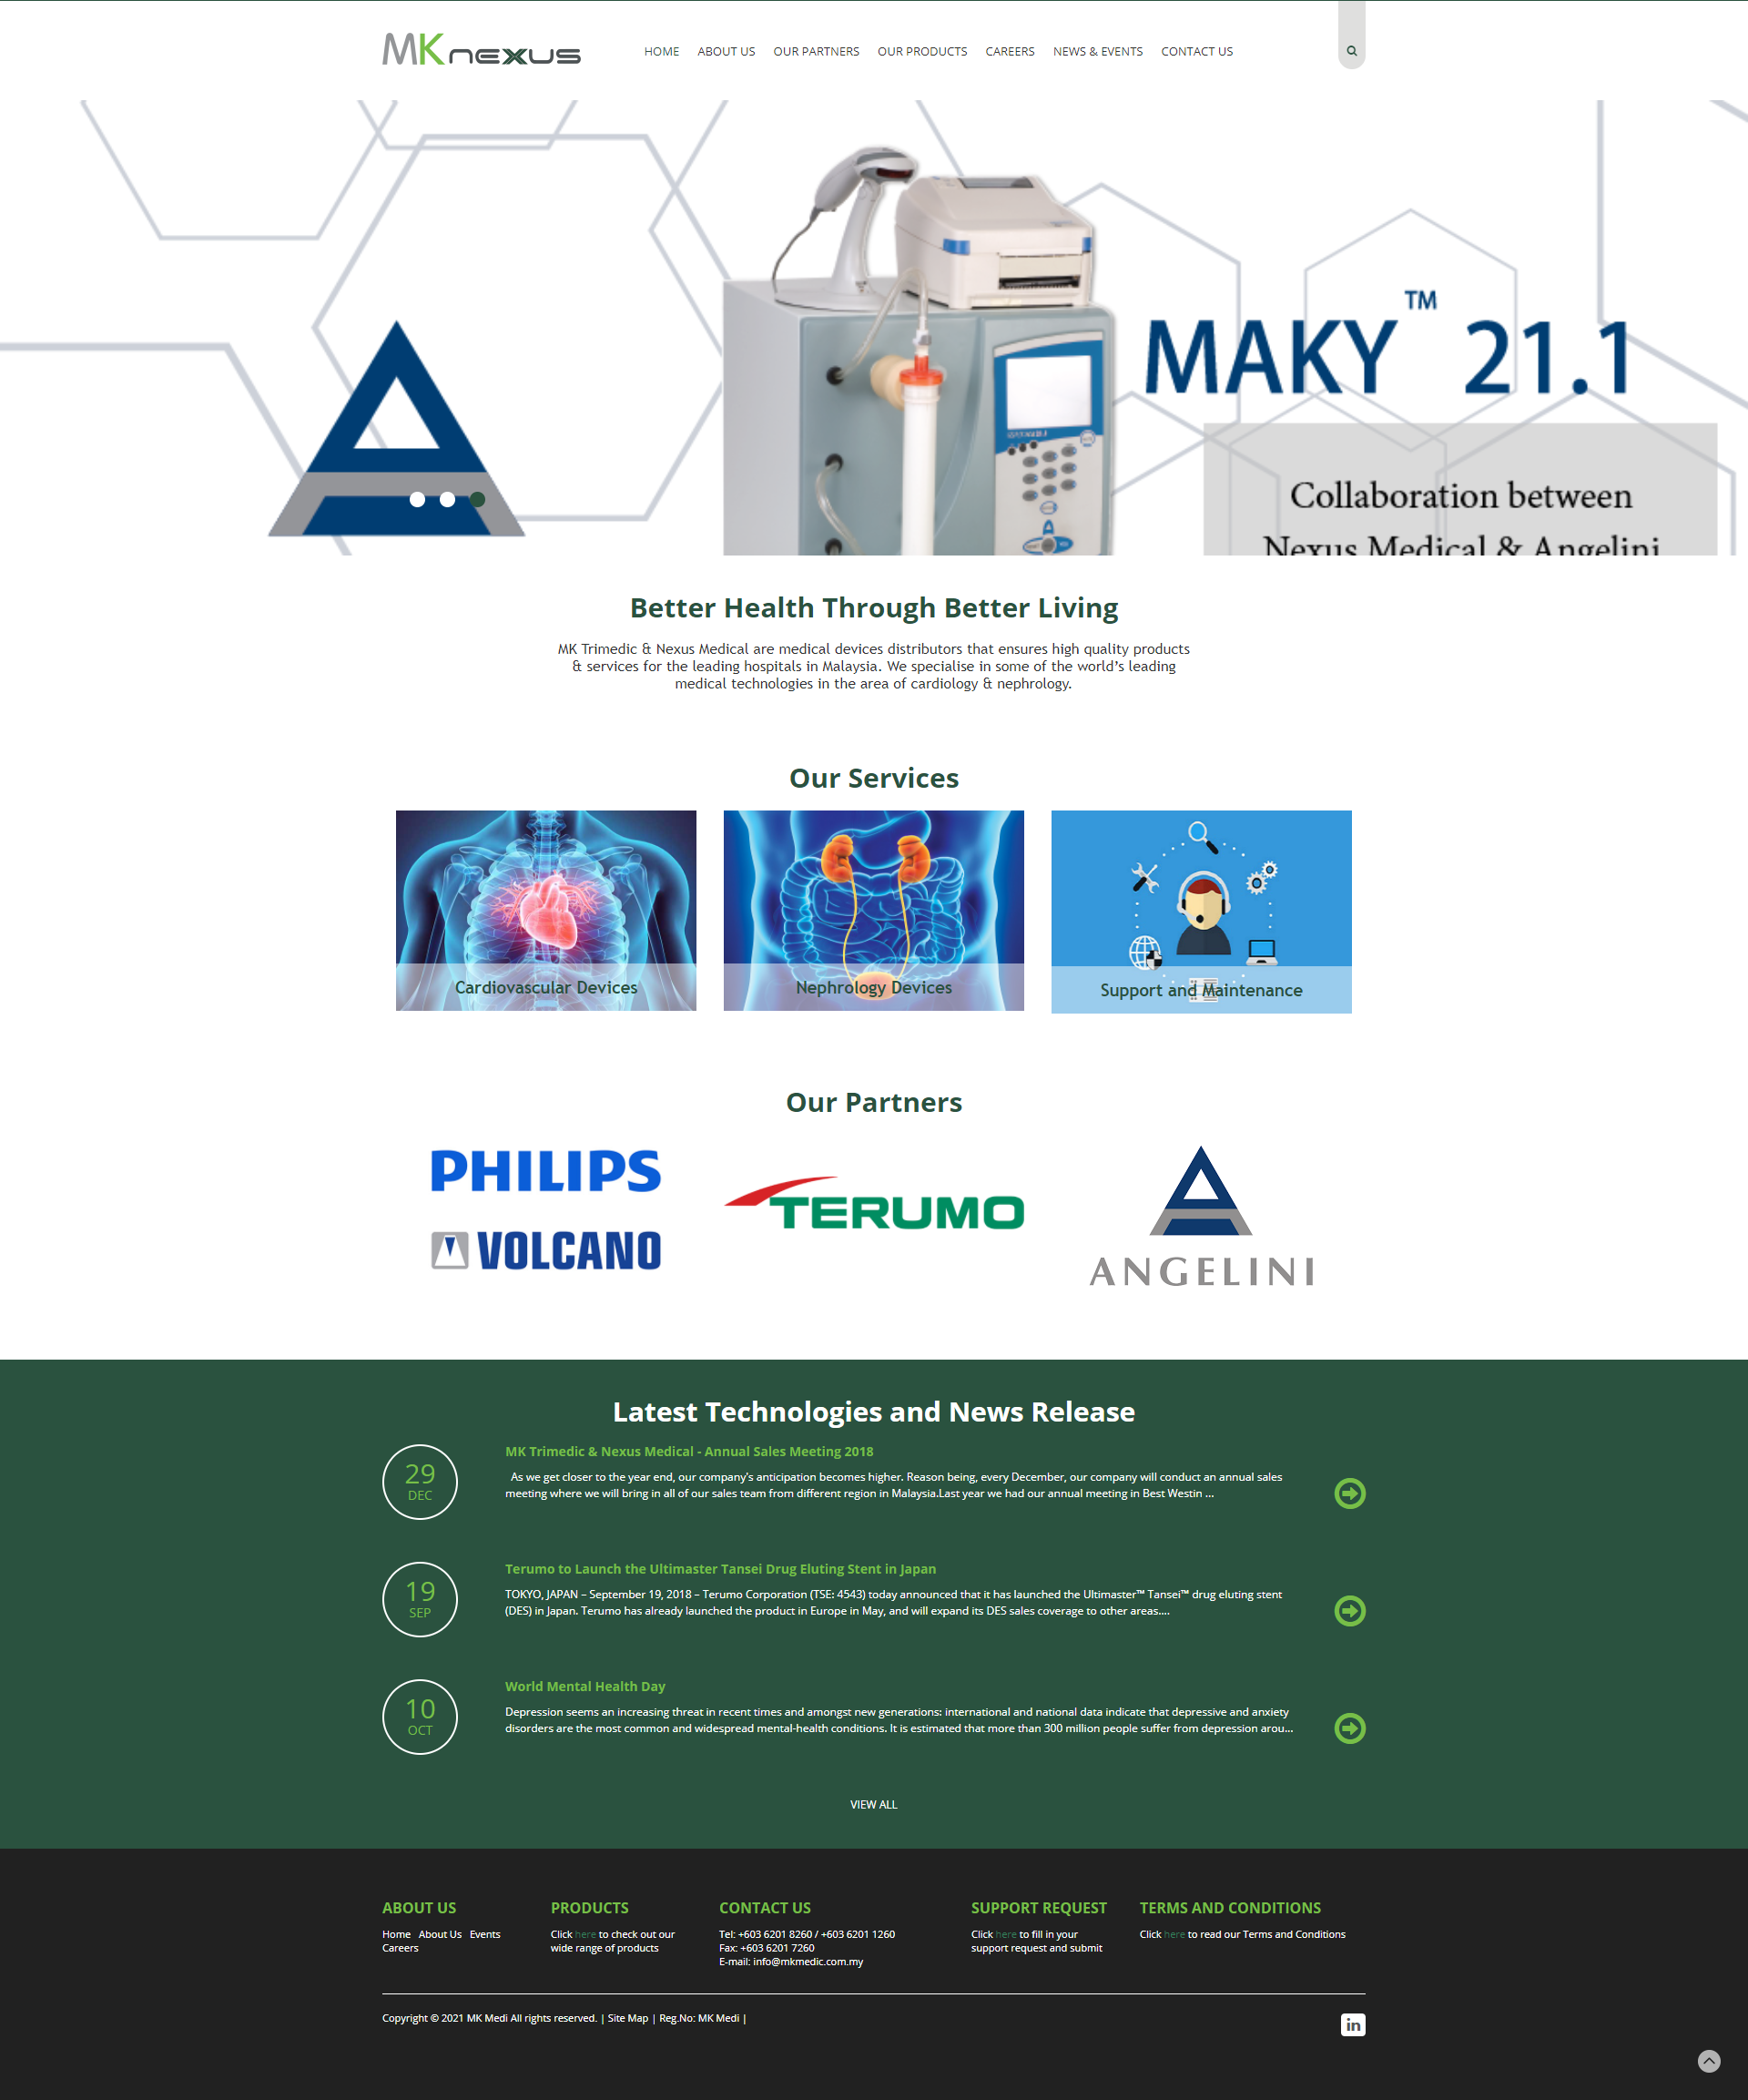 MKnexus
HOME ABOUT US OUR PARTNERS OUR PRODUCTS CAREERS NEWS & EVENTS CONTACT US
MAKY™ 21.1
Collaboration between
Nexus Medical & Angelini
Better Health Through Better Living
MK Trimedic & Nexus Medical are medical devices distributors that ensures high quality products
& services for the leading hospitals in Malaysia. We specialise in some of the world's leading
medical technologies in the area of cardiology & nephrology.
Our Services
Cardiovascular Devices
Nephrology Devices
Support and Maintenance
Our Partners
PHILIPS
VOLCANO
TERUMO
ANGELINI
Latest Technologies and News Release
29
DEC
MK Trimedic & Nexus Medical - Annual Sales Meeting 2018
As we get closer to the year end, our company's anticipation becomes higher. Reason being, every December, our company will conduct an annual sales
meeting where we will bring in all of our sales team from different region in Malaysia.Last year we had our annual meeting in Best Westin ...
19
SEP
Terumo to Launch the Ultimaster Tansei Drug Eluting Stent in Japan
TOKYO, JAPAN – September 19, 2018 – Terumo Corporation (TSE: 4543) today announced that it has launched the Ultimaster™ Tansei™ drug eluting stent
(DES) in Japan. Terumo has already launched the product in Europe in May, and will expand its DES sales coverage to other areas....
10
OCT
World Mental Health Day
Depression seems an increasing threat in recent times and amongst new generations: international and national data indicate that depressive and anxiety
disorders are the most common and widespread mental-health conditions. It is estimated that more than 300 million people suffer from depression arou...
VIEW ALL
ABOUT US
Home About Us Events
Careers
PRODUCTS
Click here to check out our
wide range of products
CONTACT US
Tel: +603 6201 8260 / +603 6201 1260
Fax: +603 6201 7260
E-mail: info@mkmedic.com.my
SUPPORT REQUEST
Click here to fill in your
support request and submit
TERMS AND CONDITIONS
Click here to read our Terms and Conditions
Copyright © 2021 MK Medi All rights reserved. | Site Map | Reg.No: MK Medi |
in